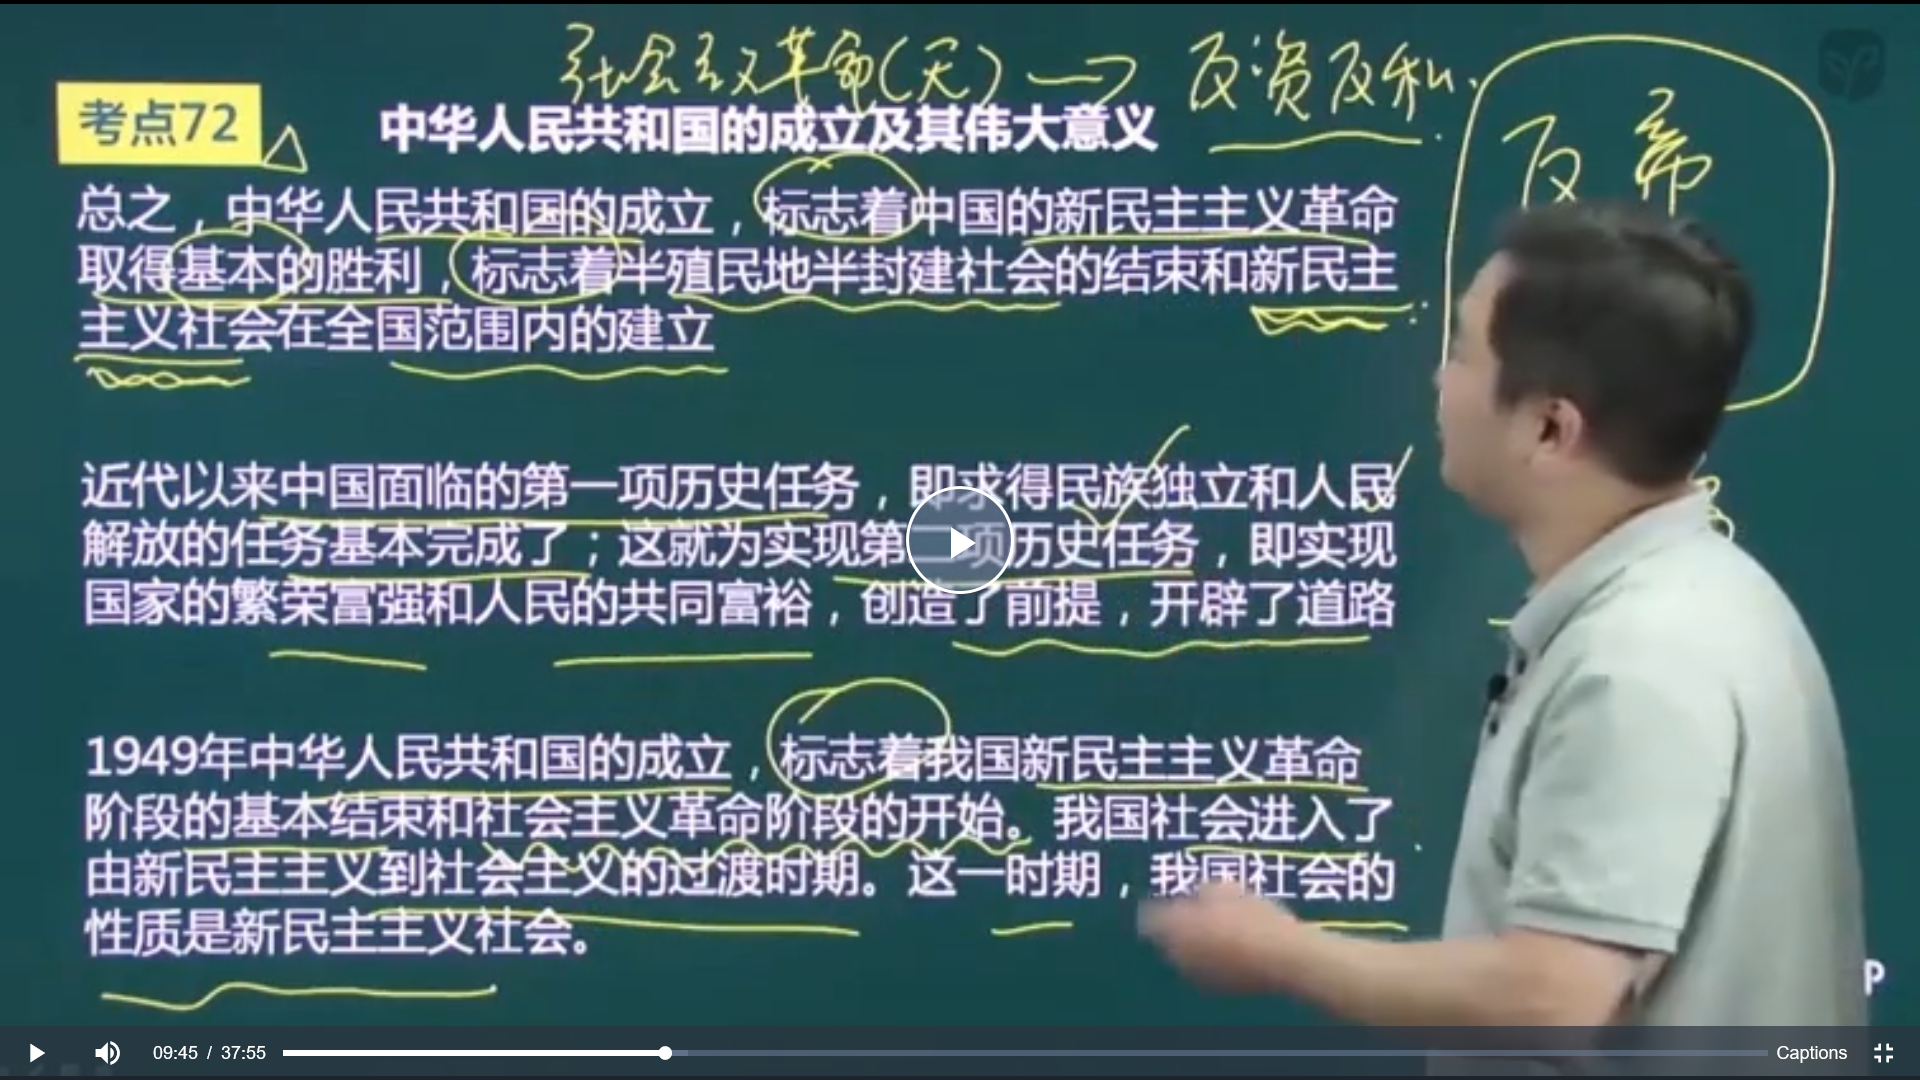 社会主义革命(无) → 反资反私.
反帝
考点72
中华人民共和国的成立及其伟大意义
总之，中华人民共和国的成立，标志着中国的新民主主义革命
取得基本的胜利，标志着半殖民地半封建社会的结束和新民主
主义社会在全国范围内的建立
近代以来中国面临的第一项历史任务，即求得民族独立和人民
解放的任务基本完成了；这就为实现第二项历史任务，即实现
国家的繁荣富强和人民的共同富裕，创造了前提，开辟了道路
1949年中华人民共和国的成立，标志着我国新民主主义革命
阶段的基本结束和社会主义革命阶段的开始。我国社会进入了
由新民主主义到社会主义的过渡时期。这一时期，我国社会的
性质是新民主主义社会。
P
09:45 / 37:55
Captions